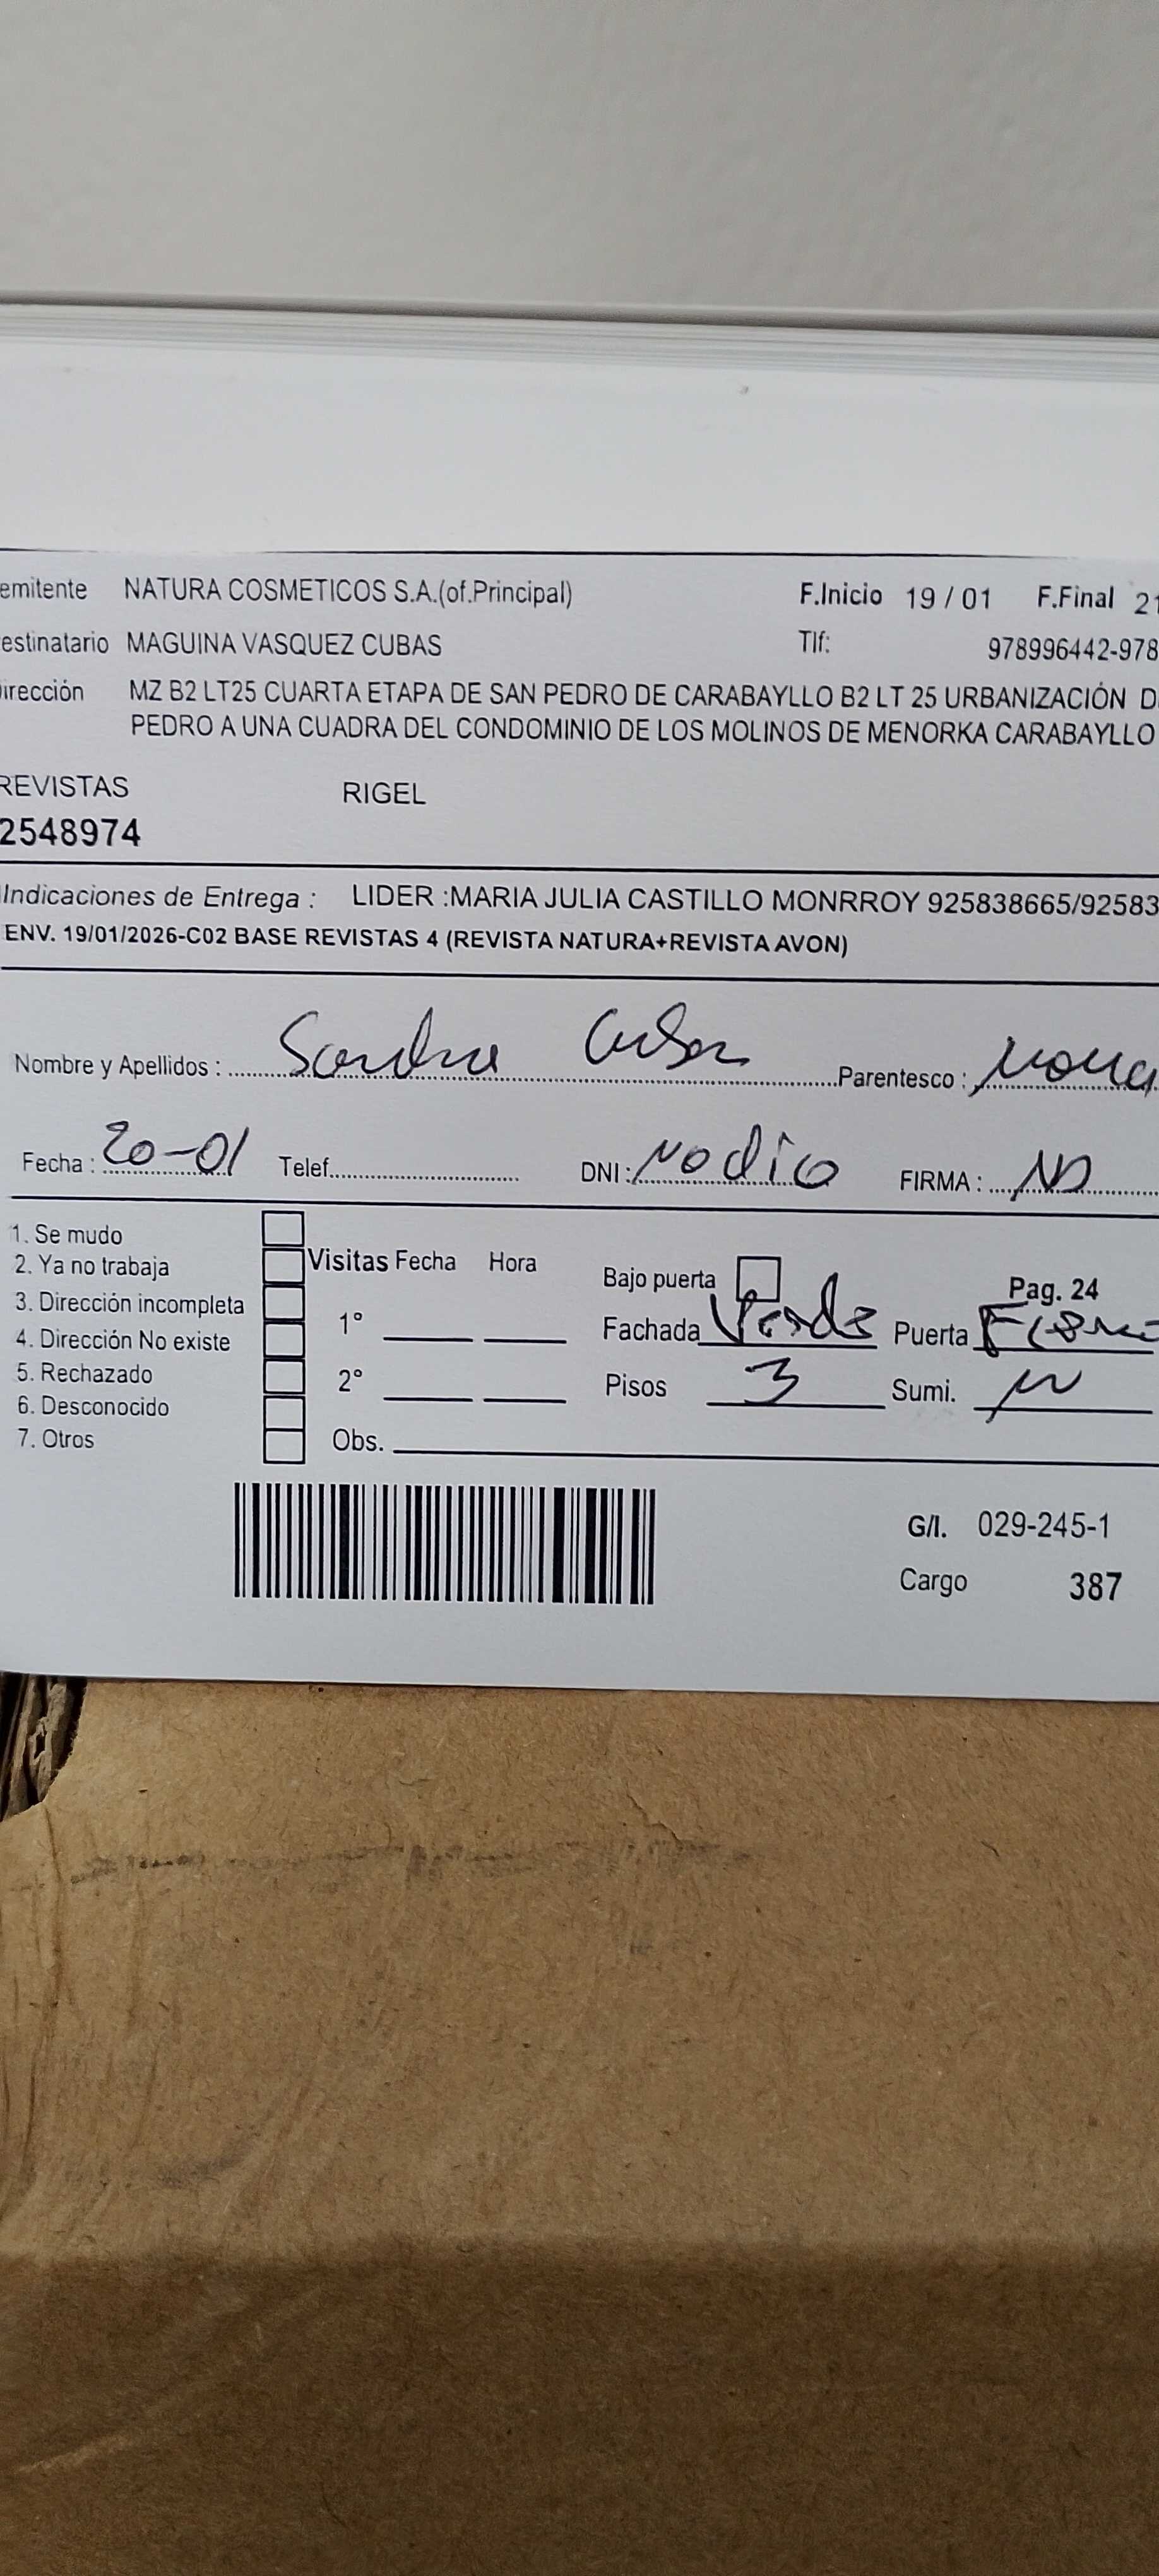 emitente NATURA COSMETICOS S.A.(of.Principal) F.Inicio 19 / 01 F.Final 21
estinatario MAGUINA VASQUEZ CUBAS Tlf: 978996442-978
irección MZ B2 LT25 CUARTA ETAPA DE SAN PEDRO DE CARABAYLLO B2 LT 25 URBANIZACIÓN D
PEDRO A UNA CUADRA DEL CONDOMINIO DE LOS MOLINOS DE MENORKA CARABAYLLO
REVISTAS RIGEL
2548974
Indicaciones de Entrega : LIDER :MARIA JULIA CASTILLO MONRROY 925838665/92583
ENV. 19/01/2026-C02 BASE REVISTAS 4 (REVISTA NATURA+REVISTA AVON)
Nombre y Apellidos : Sandra Parentesco :
Fecha : 20-01 Telef. DNI : No dio FIRMA : ND
1. Se mudo
2. Ya no trabaja Visitas Fecha Hora Bajo puerta Pag. 24
3. Dirección incompleta 1° Fachada Verde Puerta
4. Dirección No existe
5. Rechazado 2° Pisos 3 Sumi.
6. Desconocido
7. Otros Obs.
G/I. 029-245-1
Cargo 387